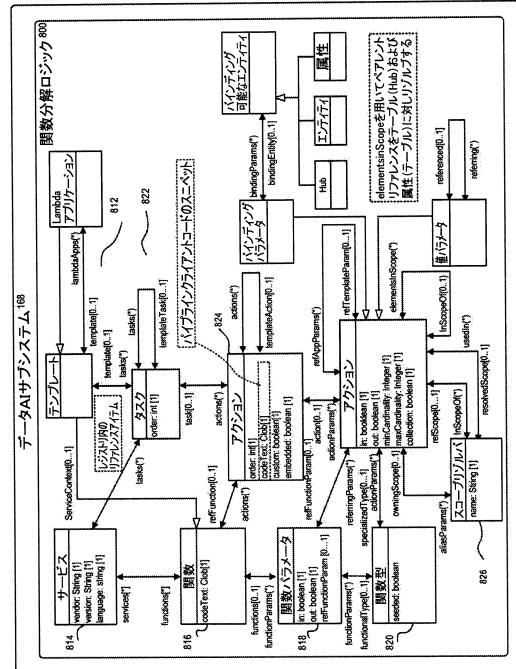 データAIサブシステム 168
関数分解ロジック 800
サービス
vendor: String [1]
version: String [1]
language: string [1]
814
services(*)
functions(*)
関数
codeText: Clob[1]
816
functions[0..1]
functionParams(*)
関数パラメータ
in: boolean [1]
out: boolean [1]
refFunctionParam [0..1]
818
functionParams(*)
functionalType[0..1]
関数型
seeded: boolean
820
ServiceContext[0..1]
テンプレート
Lambda
アプリケーション
lambdaApps(*)
template[0..1]
812
822
template[0..1]
tasks(*)
レジストリ内の
リファレンスアイテム
tasks(*)
タスク
order: int [1]
tasks(*)
templateTask[0..1]
task[0..1]
actions(*)
パイプラインクライアントコードのスニペット
824
refFunction[0..1]
actions(*)
アクション
order: int[1]
codeText: Clob[1]
custom: boolean[1]
embedded: boolean [1]
actions(*)
templateAction[0..1]
refFunctionParam[0..1]
action[0..1]
actionParams(*)
バインディング
可能なエンティティ
bindingParams(*)
bindingEntity[0..1]
属性
エンティティ
Hub
バインディング
パラメータ
refAppParams(*)
refTemplateParam[0...1]
referringParams(*)
アクション
in: boolean [1]
out: boolean [1]
minCardinality: Integer [1]
maxCardinality: Integer [1]
collection: boolean [1]
specializedType[0...1]
actionParams(*)
owningScope[0...1]
aliasParams(*)
refScope[0...1]
InScopeOf(*)
スコープリゾルバ
name: String [1]
826
resolvedScope[0..1]
usedIn(*)
InScopeOf[0..1]
elementsInScope(*)
値パラメータ
referenced[0...1]
referring(*)
elementsinScopeを用いてペアレント
リファレンスをテーブル(Hub)および
属性(テーブル)に対しリゾルブする